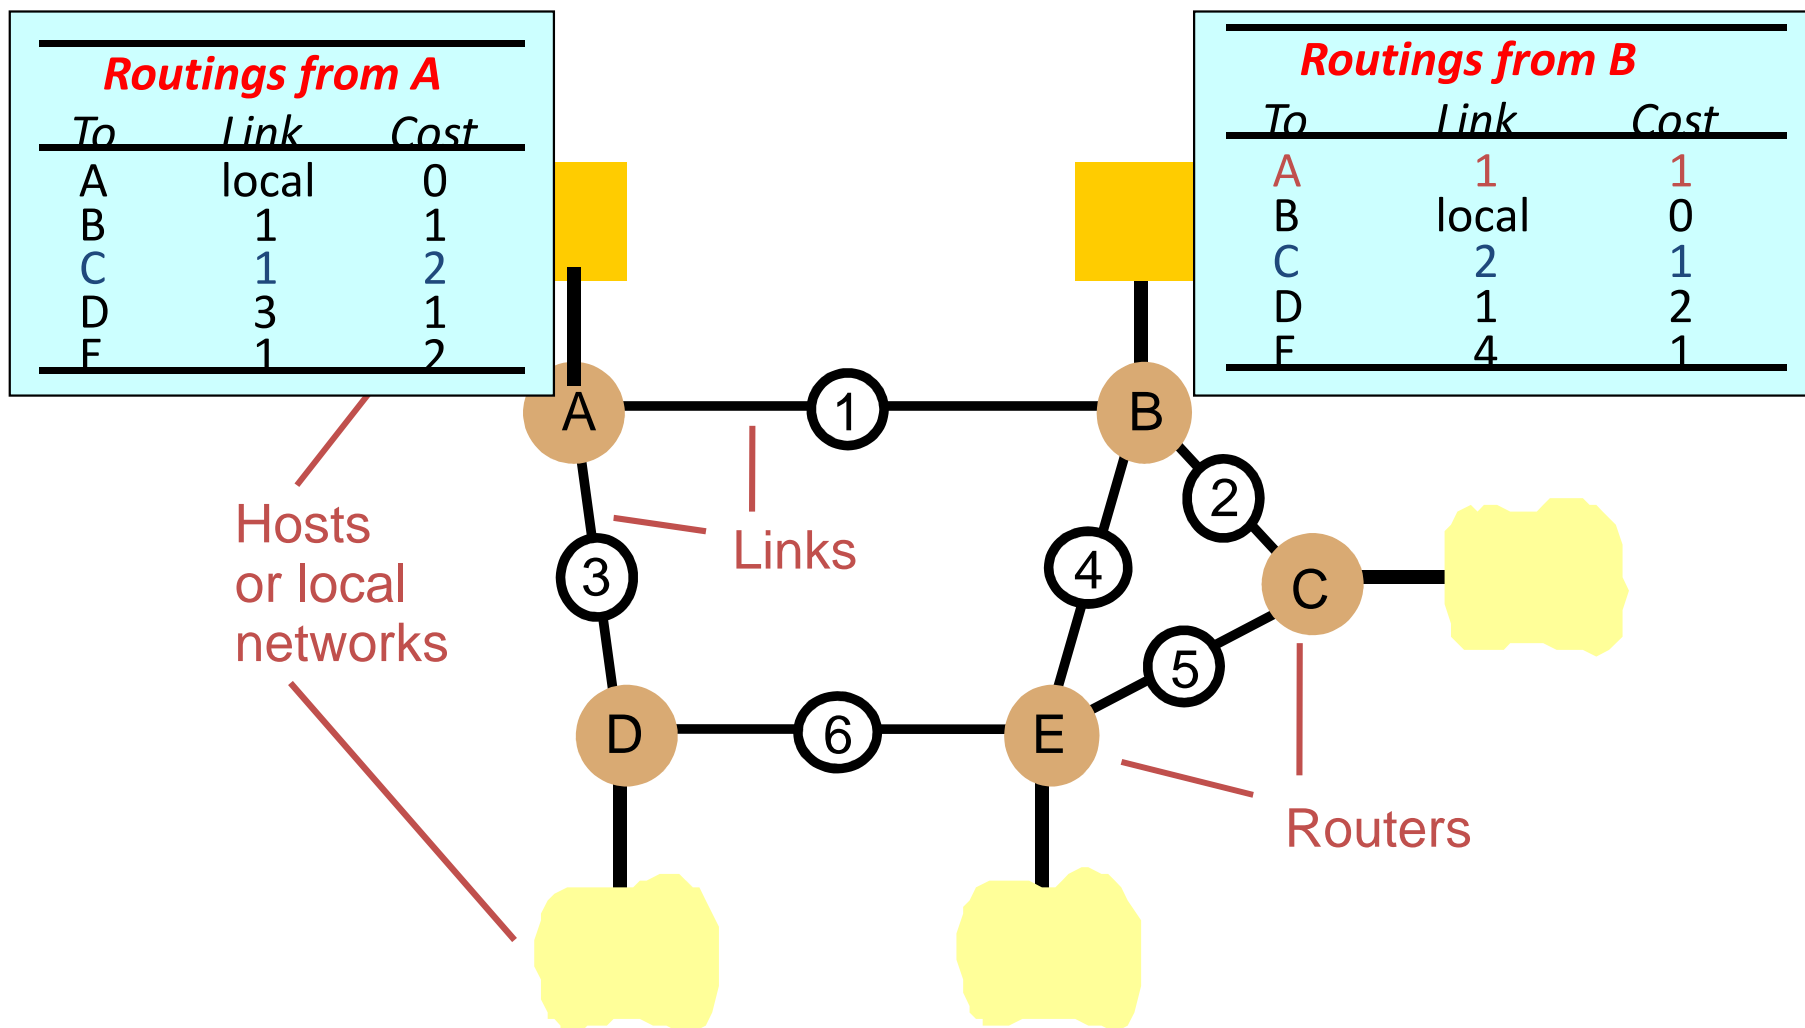 Routings from A
To Link Cost
A local 0
B 1 1
C 1 2
D 3 1
E 1 2
Routings from B
To Link Cost
A 1 1
B local 0
C 2 1
D 1 2
E 4 1
A
1
B
2
Hosts
or local
networks
Links
3
4
C
5
D
6
E
Routers